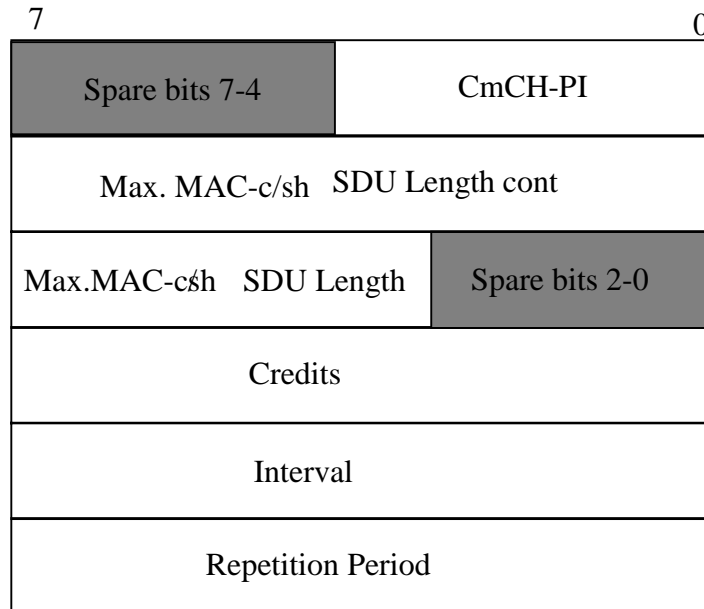 7 0
Spare bits 7-4 CmCH-PI
Max. MAC-c/sh SDU Length cont
Max.MAC-c/sh SDU Length Spare bits 2-0
Credits
Interval
Repetition Period